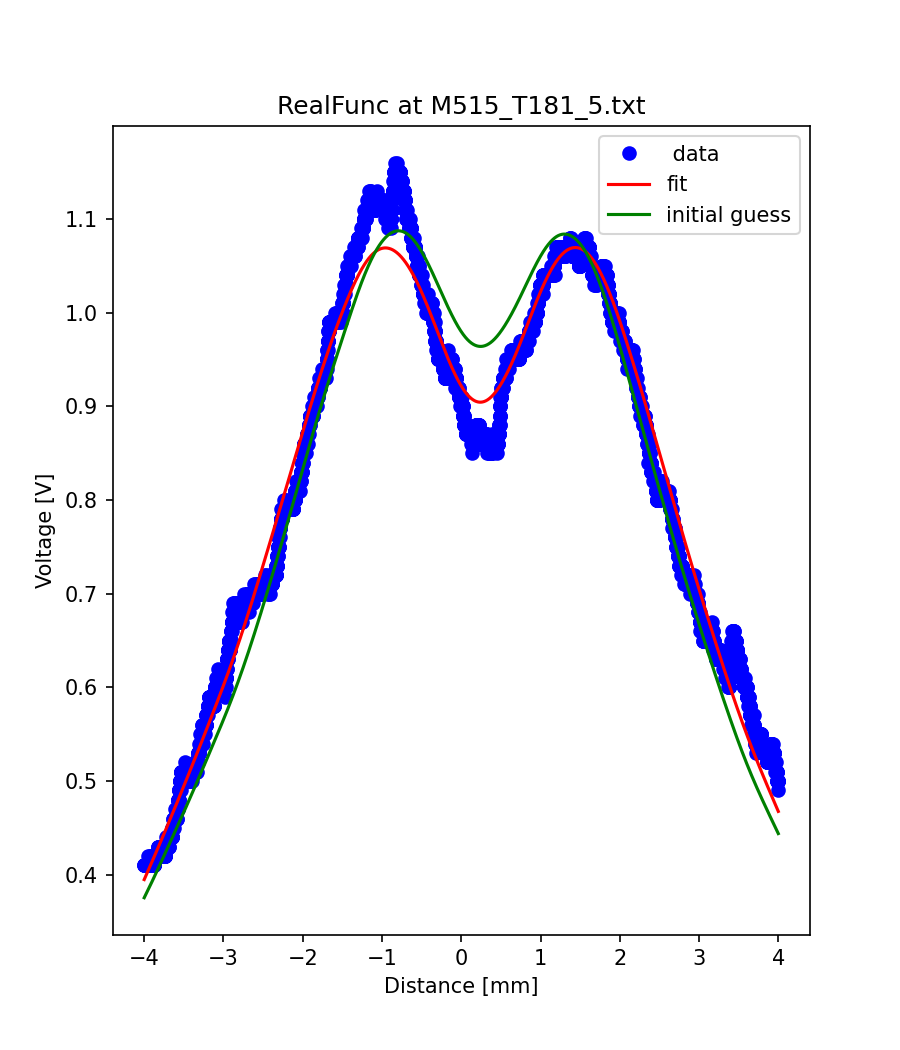 RealFunc at M515_T181_5.txt
data
fit
initial guess
1.1
1.0
0.9
0.8
0.7
0.6
0.5
0.4
Voltage [V]
−4 −3 −2 −1 0 1 2 3 4
Distance [mm]